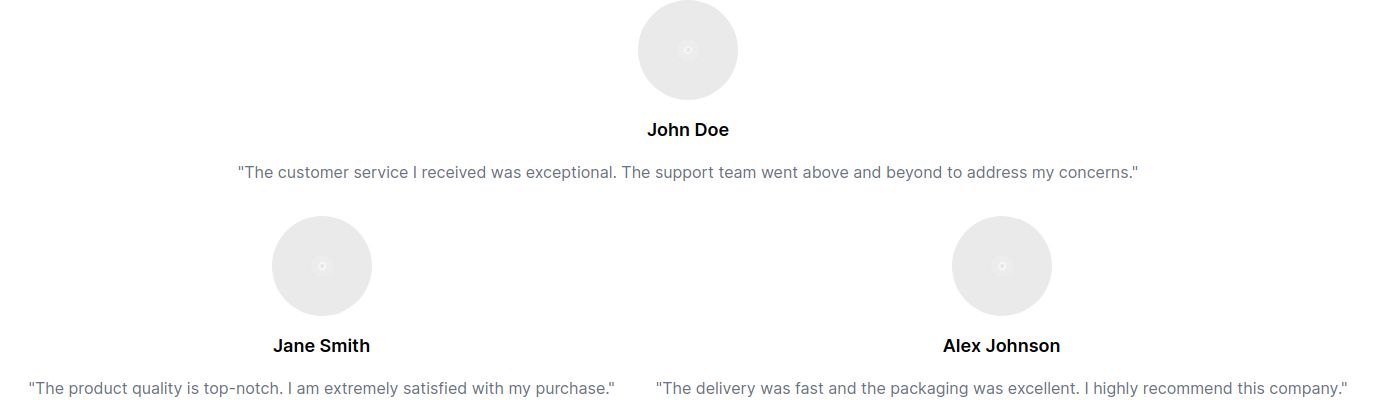 John Doe
"The customer service I received was exceptional. The support team went above and beyond to address my concerns."
Jane Smith
"The product quality is top-notch. I am extremely satisfied with my purchase."
Alex Johnson
"The delivery was fast and the packaging was excellent. I highly recommend this company."